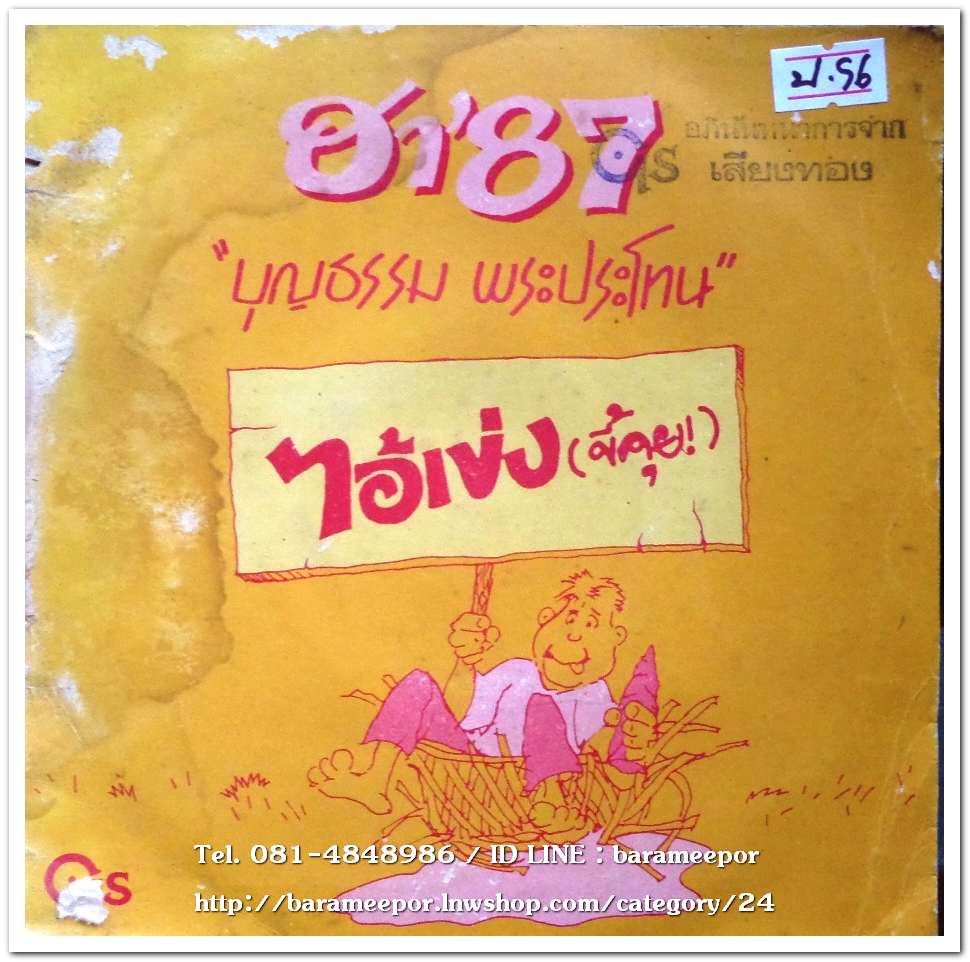 ป.56
ฮา'87
อภินันทนาการจาก
เสียงทอง
"บุญธรรม พระประโทน"
ไอ้เข่ง (ขี้คุย!)
Tel. 081-4848986 / ID LINE : barameepor
http://barameepor.lnwshop.com/category/24